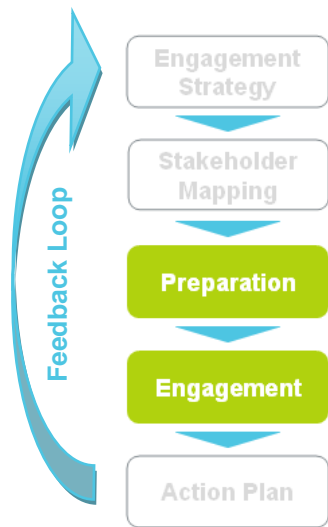 Engagement
Strategy
Stakeholder
Mapping
Preparation
Engagement
Action Plan
Feedback Loop